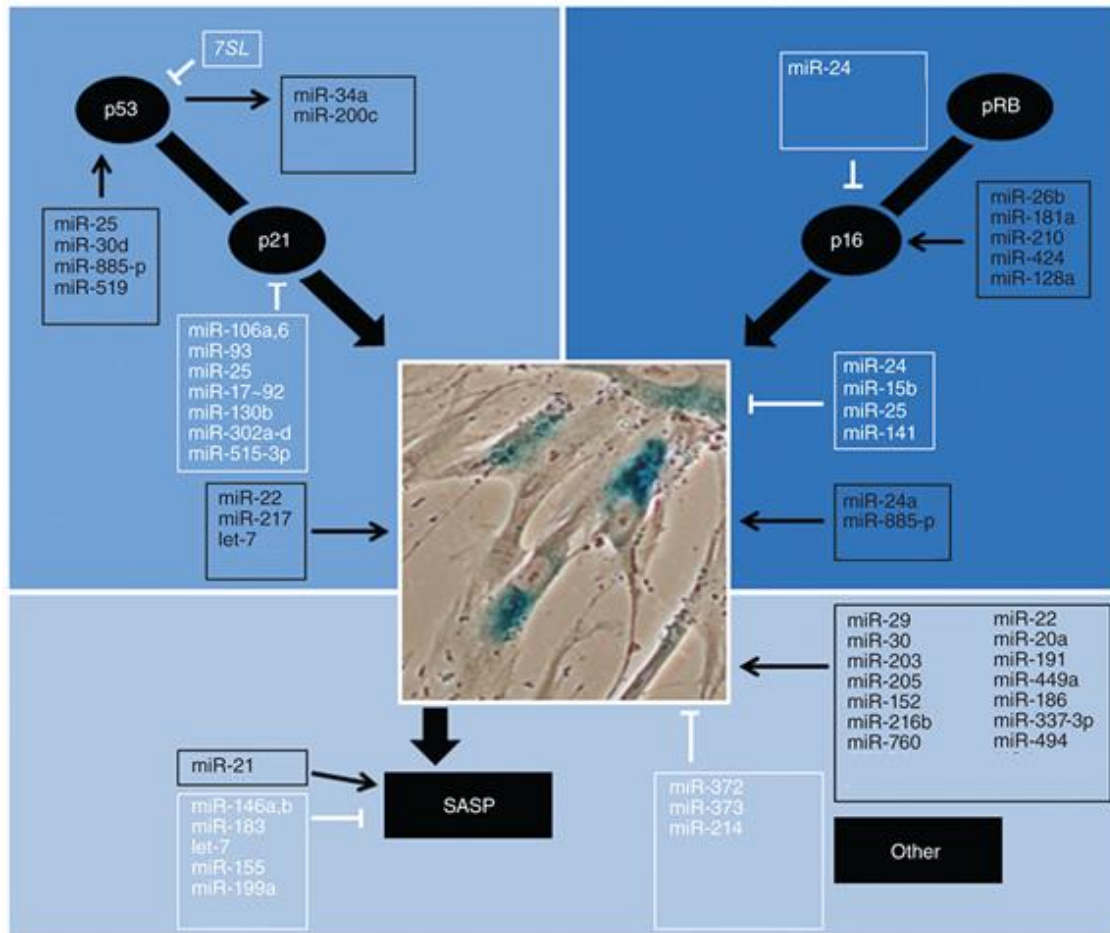 7SL
p53
miR-34a
miR-200c
miR-25
miR-30d
miR-885-p
miR-519
p21
miR-106a,6
miR-93
miR-25
miR-17~92
miR-130b
miR-302a-d
miR-515-3p
miR-22
miR-217
let-7
miR-24
pRB
p16
miR-26b
miR-181a
miR-210
miR-424
miR-128a
miR-24
miR-15b
miR-25
miR-141
miR-24a
miR-885-p
miR-29 miR-22
miR-30 miR-20a
miR-203 miR-191
miR-205 miR-449a
miR-152 miR-186
miR-216b miR-337-3p
miR-760 miR-494
miR-21
miR-146a,b
miR-183
let-7
miR-155
miR-199a
SASP
miR-372
miR-373
miR-214
Other